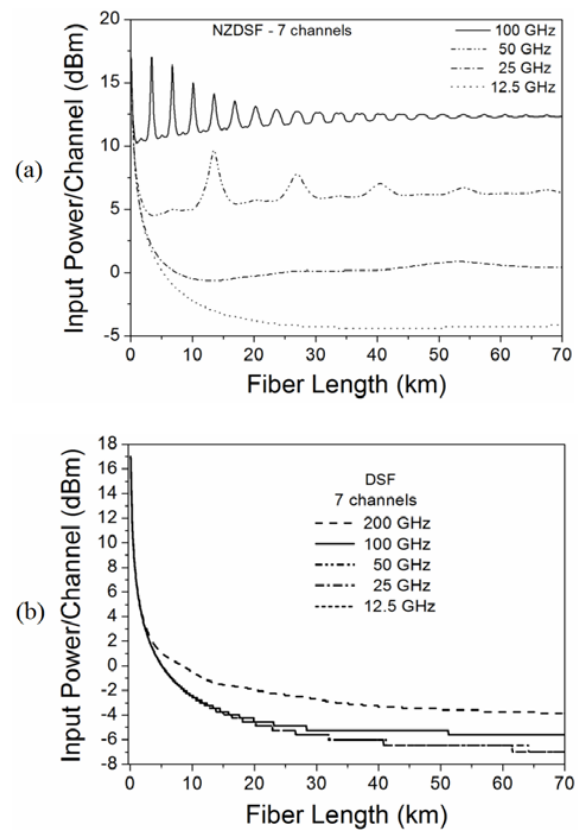 (a)
Input Power/Channel (dBm)
20
15
10
5
0
-5
NZDSF - 7 channels
100 GHz
50 GHz
25 GHz
12.5 GHz
0 10 20 30 40 50 60 70
Fiber Length (km)
(b)
Input Power/Channel (dBm)
18
16
14
12
10
8
6
4
2
0
-2
-4
-6
-8
DSF
7 channels
200 GHz
100 GHz
50 GHz
25 GHz
12.5 GHz
0 10 20 30 40 50 60 70
Fiber Length (km)